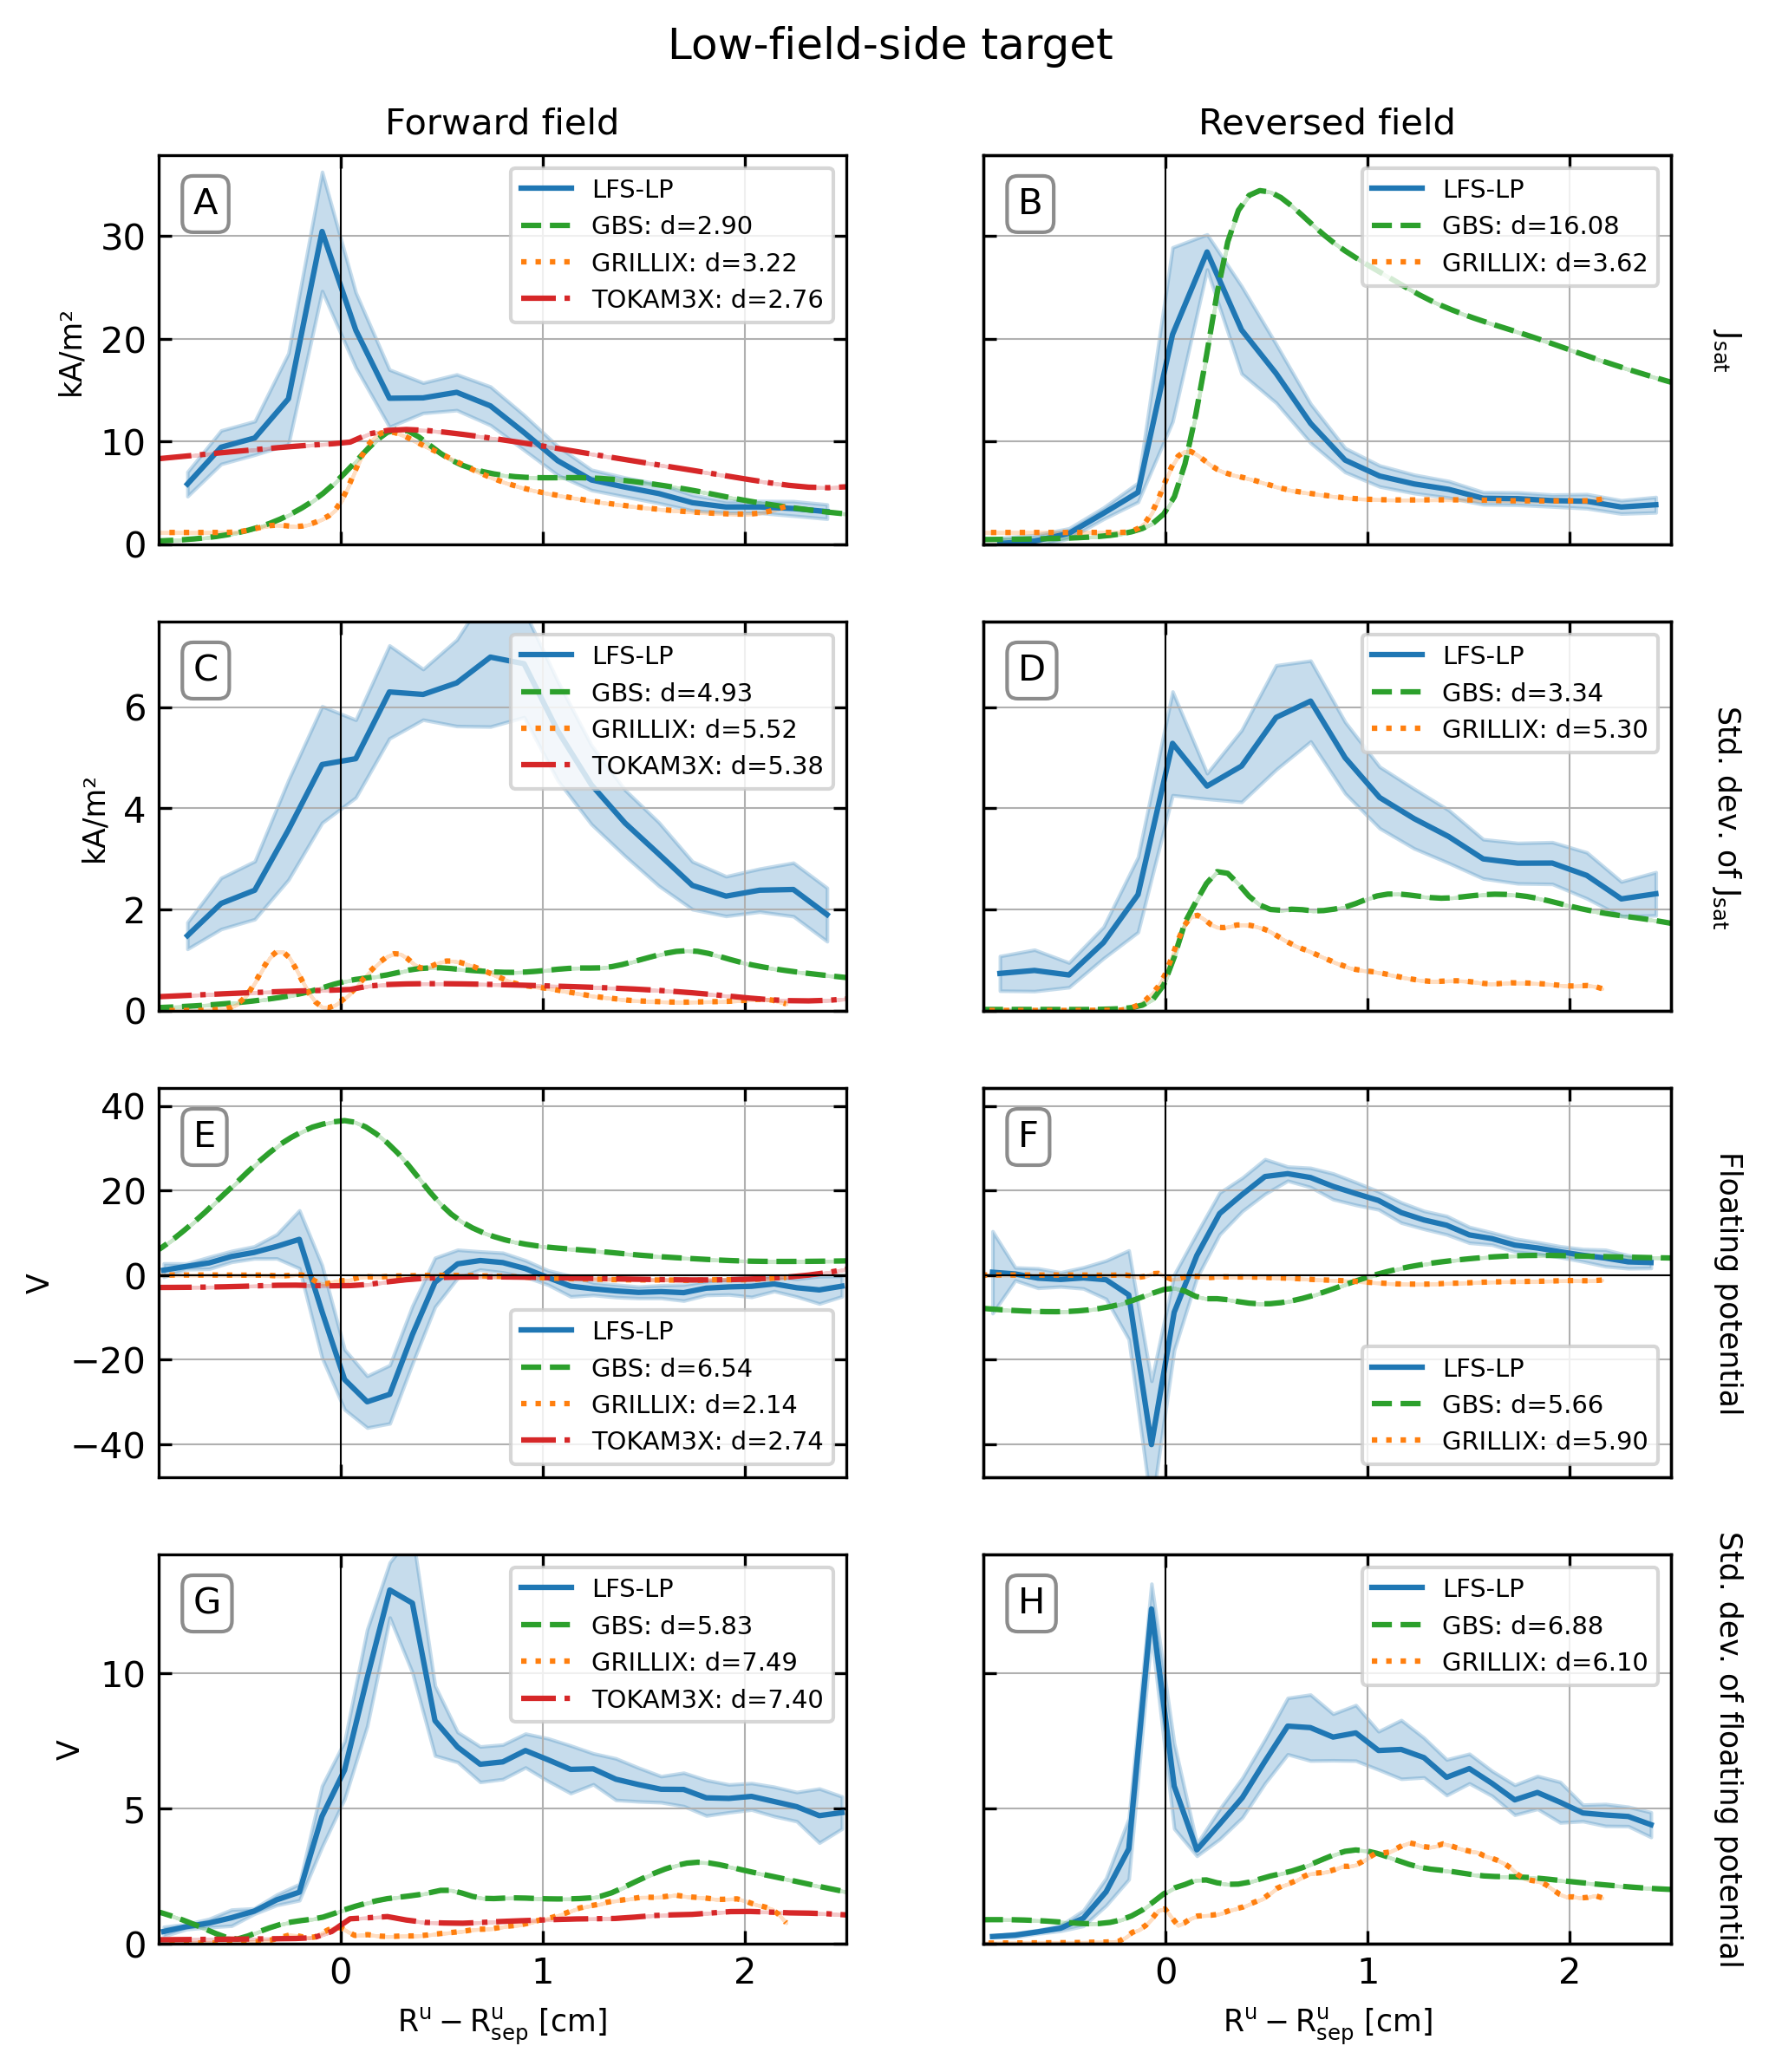 Low-field-side target
Forward field
Reversed field
A
LFS-LP
GBS: d=2.90
GRILLIX: d=3.22
TOKAM3X: d=2.76
30
20
10
0
kA/m²
B
LFS-LP
GBS: d=16.08
GRILLIX: d=3.62
Jsat
C
LFS-LP
GBS: d=4.93
GRILLIX: d=5.52
TOKAM3X: d=5.38
6
4
2
0
kA/m²
D
LFS-LP
GBS: d=3.34
GRILLIX: d=5.30
Std. dev. of Jsat
E
40
20
0
−20
−40
V
LFS-LP
GBS: d=6.54
GRILLIX: d=2.14
TOKAM3X: d=2.74
F
LFS-LP
GBS: d=5.66
GRILLIX: d=5.90
Floating potential
G
LFS-LP
GBS: d=5.83
GRILLIX: d=7.49
TOKAM3X: d=7.40
10
5
0
V
0 1 2
R^u − R^u_sep [cm]
H
LFS-LP
GBS: d=6.88
GRILLIX: d=6.10
Std. dev. of floating potential
0 1 2
R^u − R^u_sep [cm]